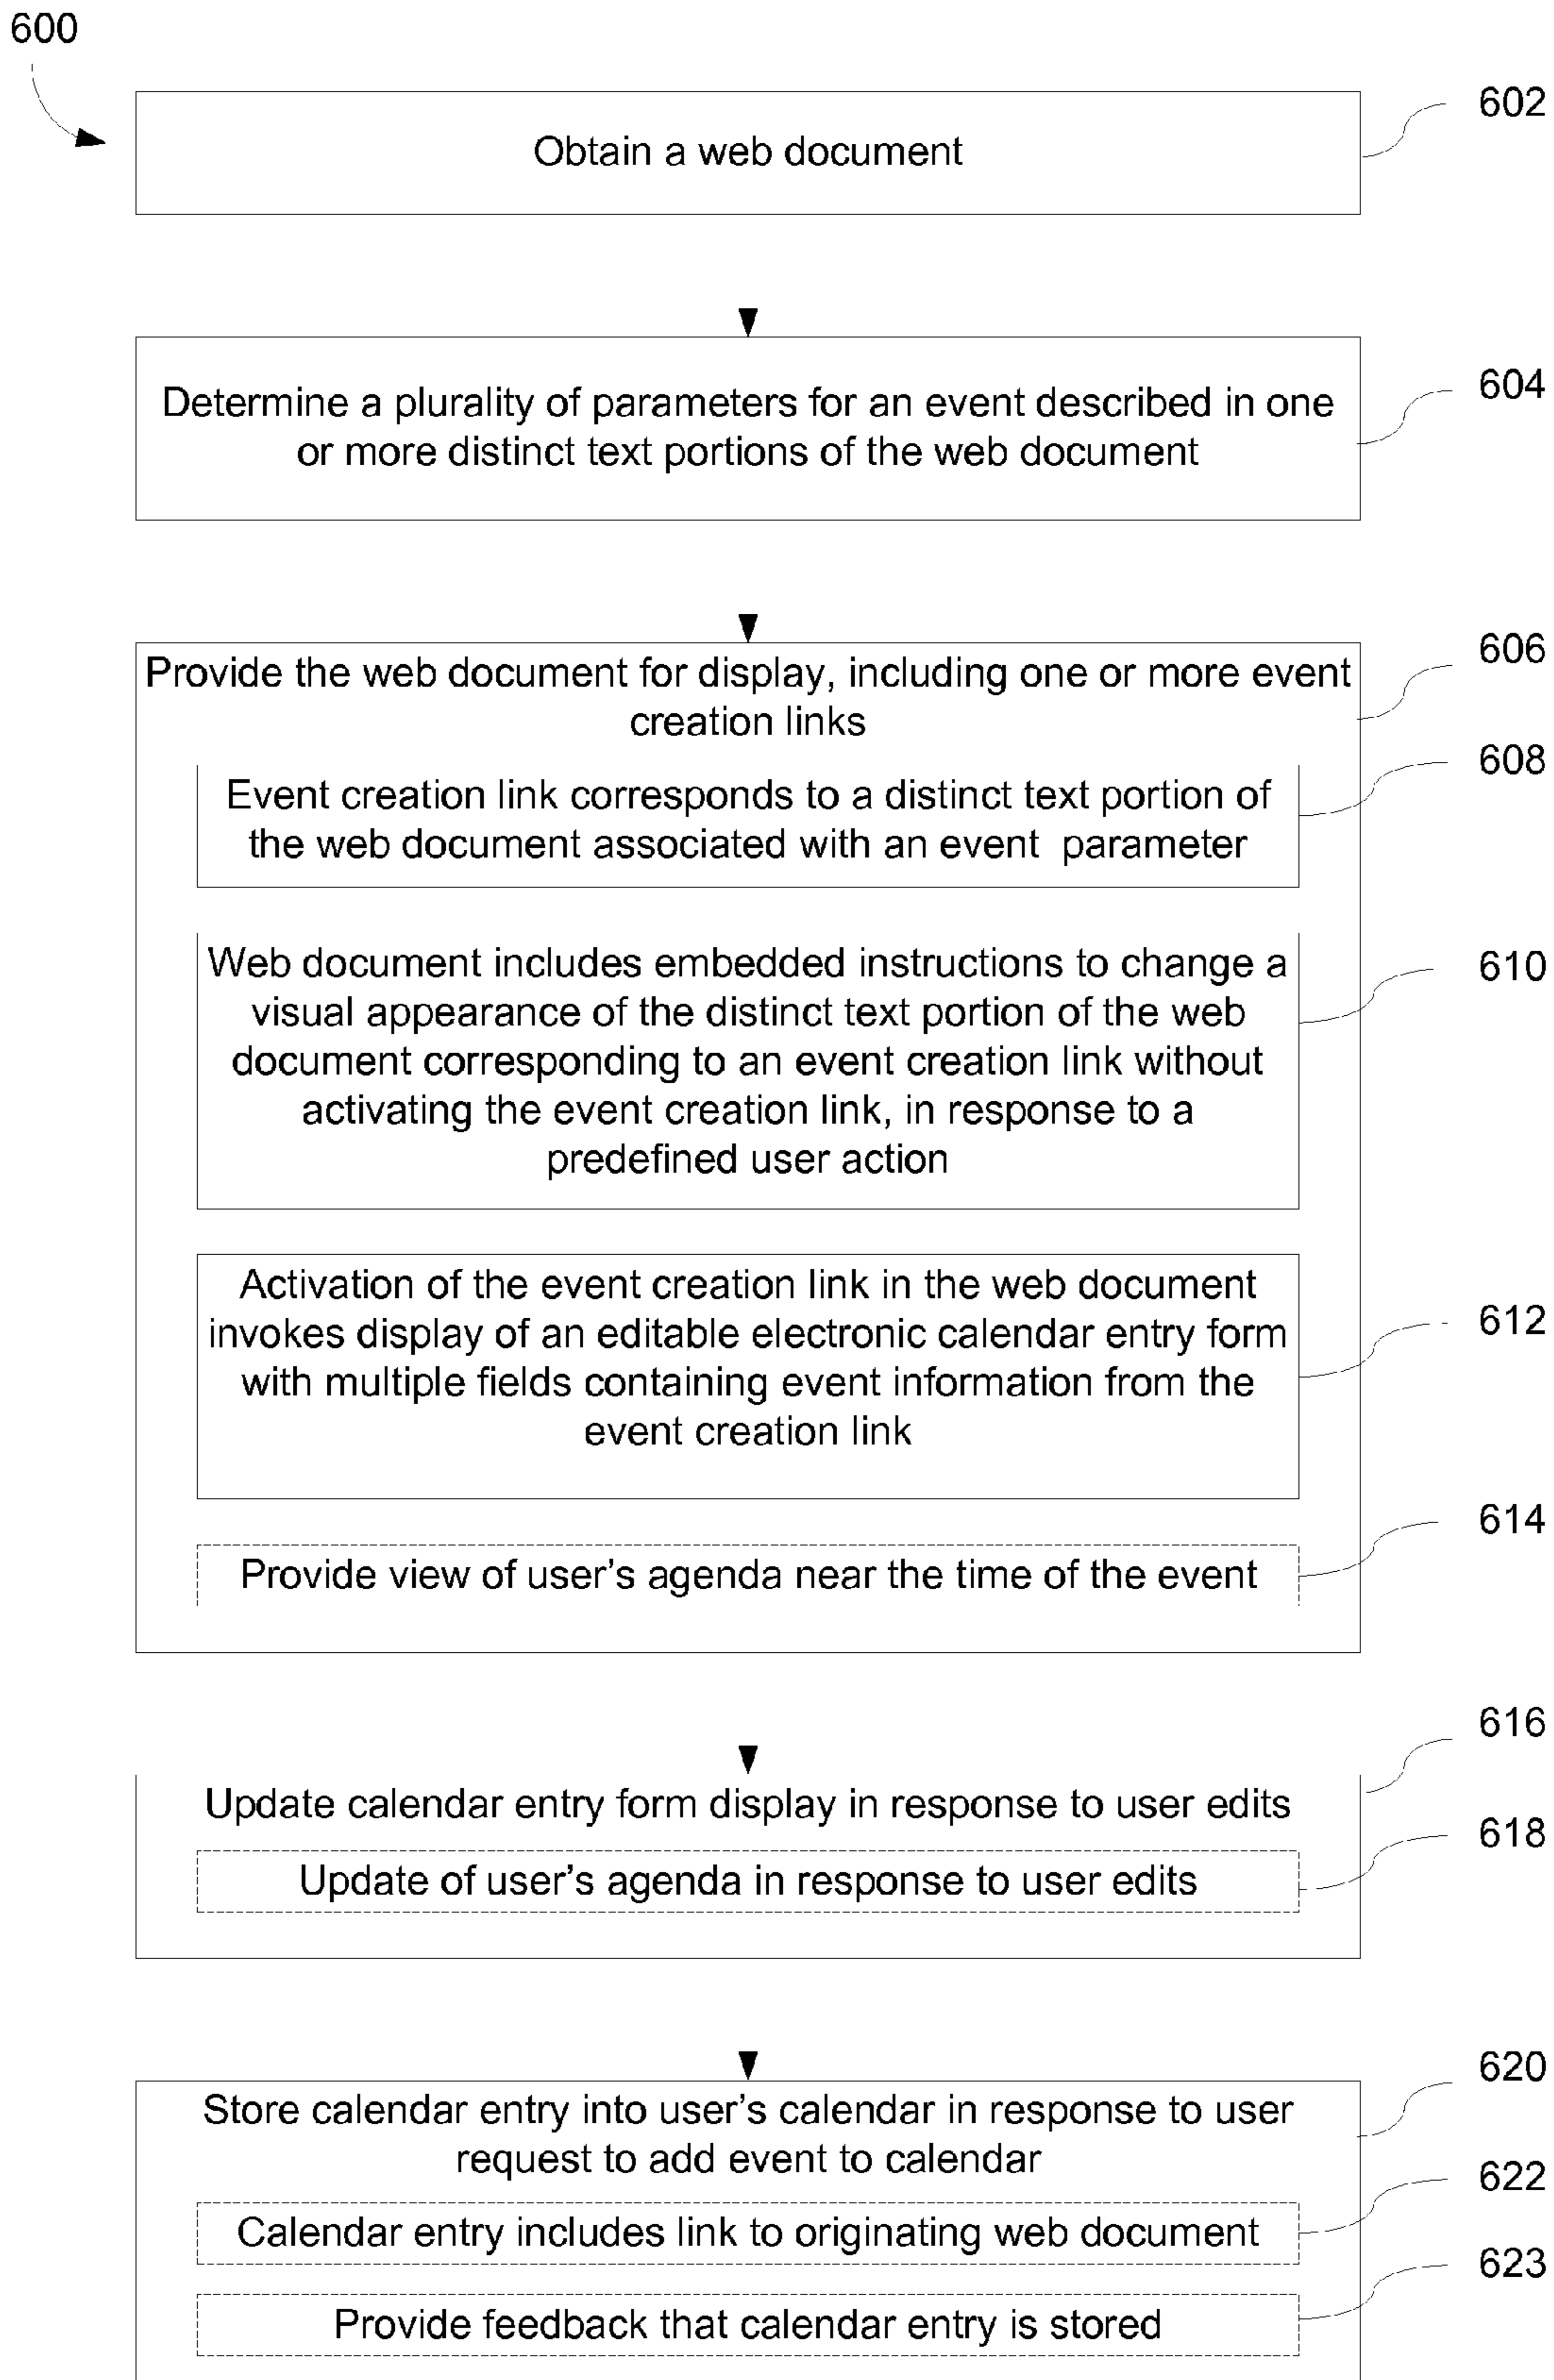 600
602
Obtain a web document
604
Determine a plurality of parameters for an event described in one
or more distinct text portions of the web document
606
Provide the web document for display, including one or more event
creation links
608
Event creation link corresponds to a distinct text portion of
the web document associated with an event parameter
610
Web document includes embedded instructions to change a
visual appearance of the distinct text portion of the web
document corresponding to an event creation link without
activating the event creation link, in response to a
predefined user action
612
Activation of the event creation link in the web document
invokes display of an editable electronic calendar entry form
with multiple fields containing event information from the
event creation link
614
Provide view of user's agenda near the time of the event
616
Update calendar entry form display in response to user edits
618
Update of user's agenda in response to user edits
620
Store calendar entry into user's calendar in response to user
request to add event to calendar
622
Calendar entry includes link to originating web document
623
Provide feedback that calendar entry is stored